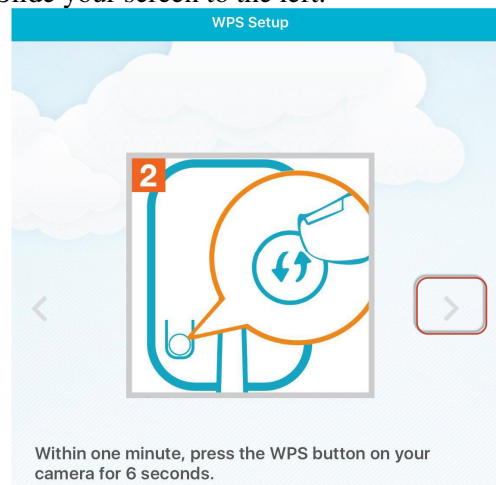 Slide your screen to the left.
WPS Setup
2
Within one minute, press the WPS button on your
camera for 6 seconds.